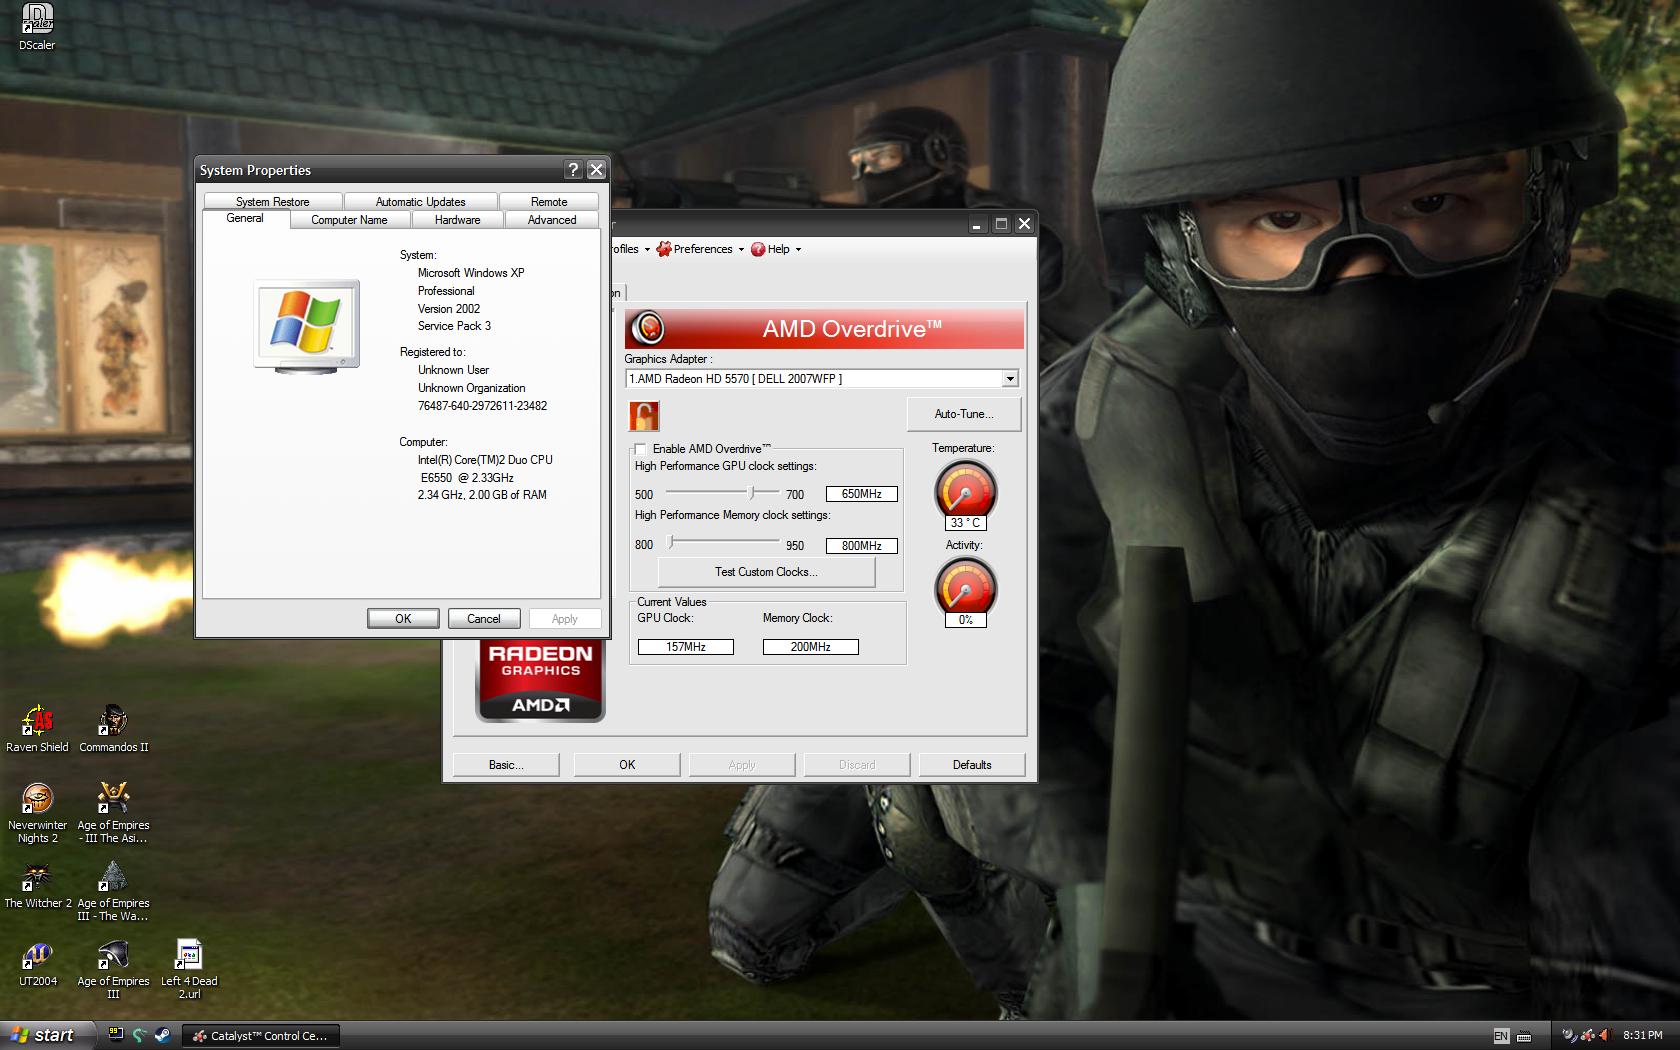 DScaler
System Properties
System Restore
Automatic Updates
Remote
General
Computer Name
Hardware
Advanced
System:
Microsoft Windows XP
Professional
Version 2002
Service Pack 3
Registered to:
Unknown User
Unknown Organization
76487-640-2972611-23482
Computer:
Intel(R) Core(TM)2 Duo CPU
E6550 @ 2.33GHz
2.34 GHz, 2.00 GB of RAM
OK
Cancel
Apply
ofiles
Preferences
Help
on
AMD Overdrive™
Graphics Adapter :
1.AMD Radeon HD 5570 [ DELL 2007WFP ]
Auto-Tune...
Enable AMD Overdrive™
High Performance GPU clock settings:
500
700
650MHz
High Performance Memory clock settings:
800
950
800MHz
Test Custom Clocks...
Temperature:
33 ° C
Activity:
0%
Current Values
GPU Clock:
Memory Clock:
157MHz
200MHz
RADEON
GRAPHICS
AMD
Basic...
OK
Apply
Discard
Defaults
Raven Shield
Commandos II
Neverwinter
Nights 2
Age of Empires
- III The Asi...
The Witcher 2
Age of Empires
III - The Wa...
UT2004
Age of Empires
III
Left 4 Dead
2.url
start
Catalyst™ Control Ce...
EN
8:31 PM